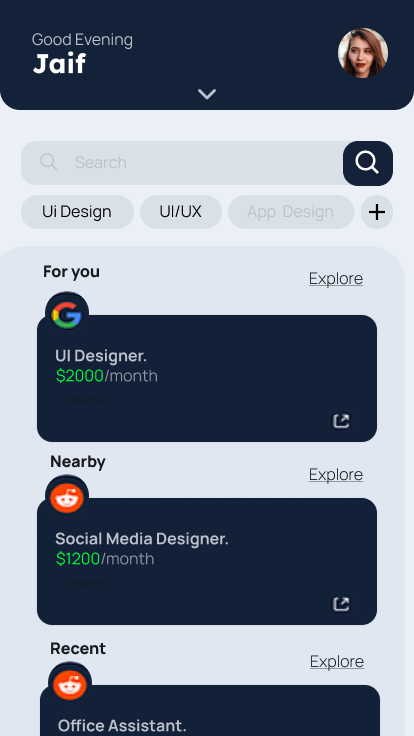 Good Evening
Jaif
Search
Ui Design
UI/UX
App Design
+
For you
Explore
UI Designer.
$2000/month
Nearby
Explore
Social Media Designer.
$1200/month
Recent
Explore
Office Assistant.